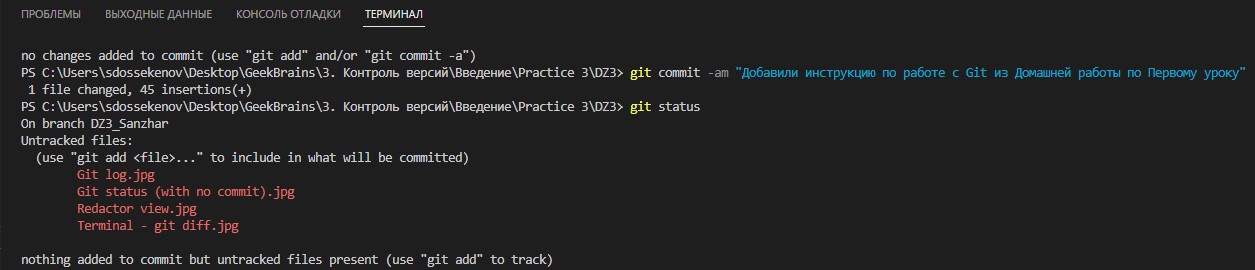 ПРОБЛЕМЫ ВЫХОДНЫЕ ДАННЫЕ КОНСОЛЬ ОТЛАДКИ ТЕРМИНАЛ
no changes added to commit (use "git add" and/or "git commit -a")
PS C:\Users\sdossekenov\Desktop\GeekBrains\3. Контроль версий\Введение\Practice 3\DZ3> git commit -am "Добавили инструкцию по работе с Git из Домашней работы по Первому уроку"
1 file changed, 45 insertions(+)
PS C:\Users\sdossekenov\Desktop\GeekBrains\3. Контроль версий\Введение\Practice 3\DZ3> git status
On branch DZ3_Sanzhar
Untracked files:
(use "git add <file>..." to include in what will be committed)
Git log.jpg
Git status (with no commit).jpg
Redactor view.jpg
Terminal - git diff.jpg
nothing added to commit but untracked files present (use "git add" to track)